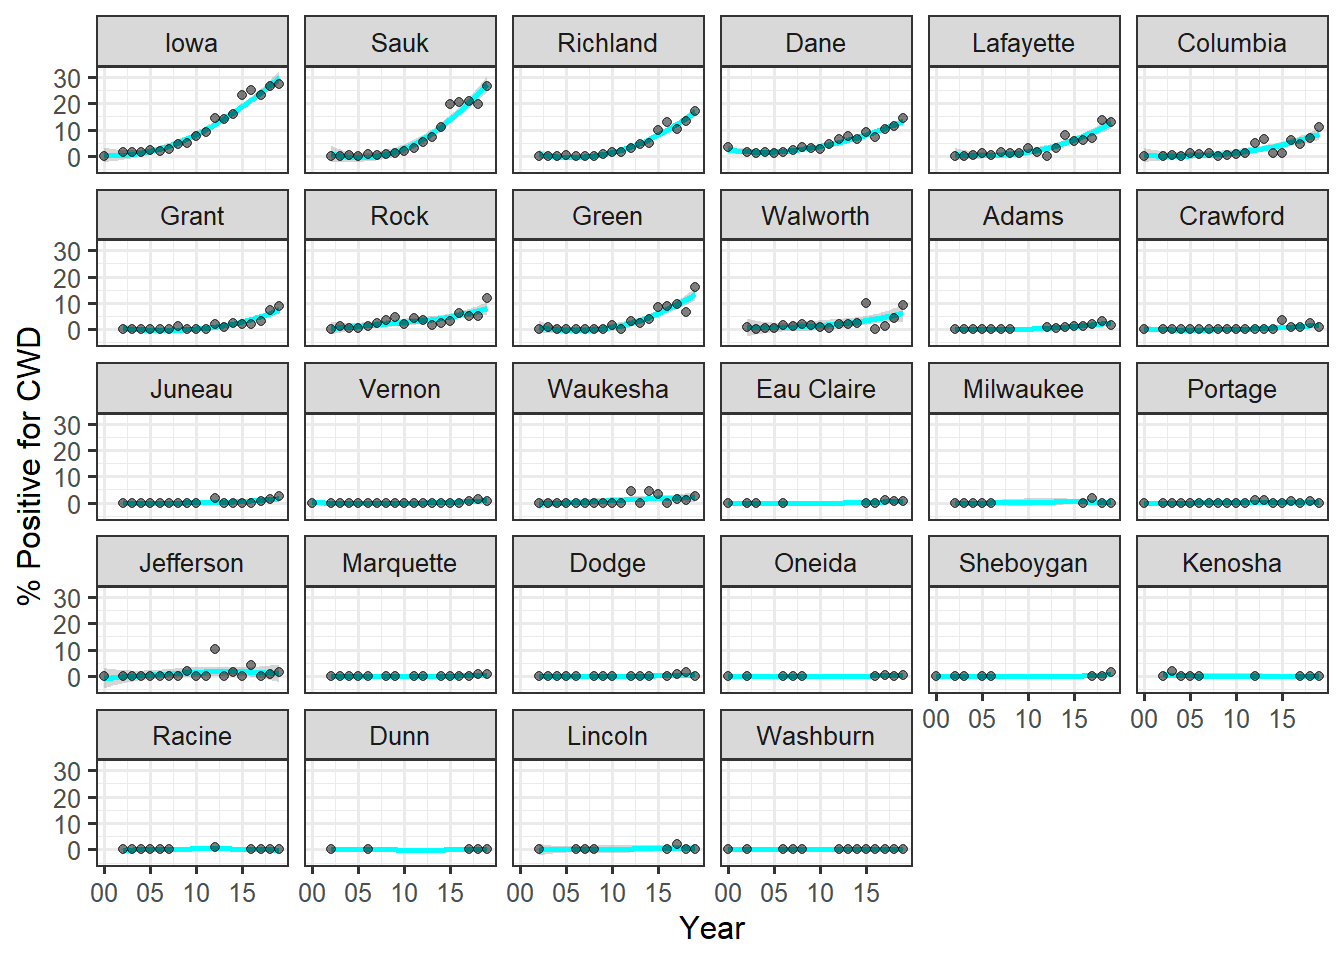 Iowa Sauk Richland Dane Lafayette Columbia
30
20
10
0
Grant Rock Green Walworth Adams Crawford
30
20
10
0
Juneau Vernon Waukesha Eau Claire Milwaukee Portage
30
20
10
0
Jefferson Marquette Dodge Oneida Sheboygan Kenosha
30
20
10
0
00 05 10 15 00 05 10 15
Racine Dunn Lincoln Washburn
30
20
10
0
00 05 10 15 00 05 10 15 00 05 10 15 00 05 10 15
Year
% Positive for CWD